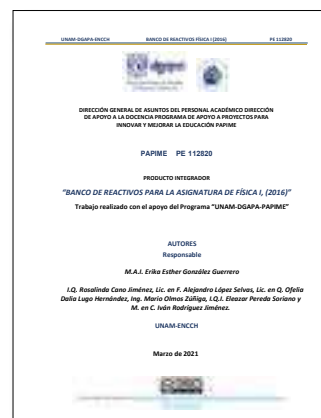 UNAM-DGAPA-ENCCH BANCO DE REACTIVOS FÍSICA I (2016) PE 112820
dgapa
DIRECCIÓN GENERAL DE ASUNTOS DEL PERSONAL ACADÉMICO DIRECCIÓN
DE APOYO A LA DOCENCIA PROGRAMA DE APOYO A PROYECTOS PARA
INNOVAR Y MEJORAR LA EDUCACIÓN PAPIME
PAPIME PE 112820
PRODUCTO INTEGRADOR
"BANCO DE REACTIVOS PARA LA ASIGNATURA DE FÍSICA I, (2016)"
Trabajo realizado con el apoyo del Programa "UNAM-DGAPA-PAPIME"
AUTORES
Responsable
M.A.I. Erika Esther González Guerrero
I.Q. Rosalinda Cano Jiménez, Lic. en F. Alejandro López Selvas, Lic. en Q. Ofelia
Dalia Lugo Hernández, Ing. Mario Olmos Zúñiga, I.Q.I. Eleazar Pereda Soriano y
M. en C. Iván Rodríguez Jiménez.
UNAM-ENCCH
Marzo de 2021